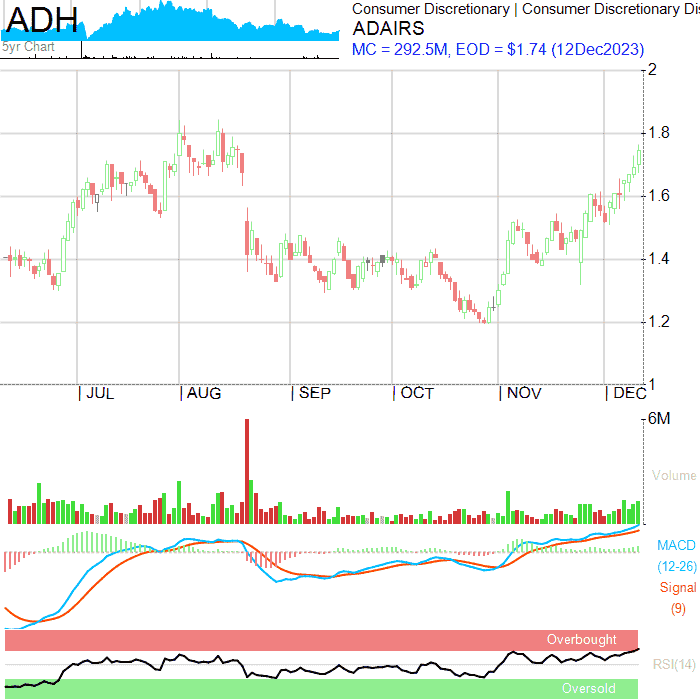 ADH
5yr Chart
Consumer Discretionary | Consumer Discretionary Dis
ADAIRS
MC = 292.5M, EOD = $1.74 (12Dec2023)
2
1.8
1.6
1.4
1.2
1
JUL AUG SEP OCT NOV DEC
6M
Volume
MACD
(12-26)
Signal
(9)
Overbought
RSI(14)
Oversold